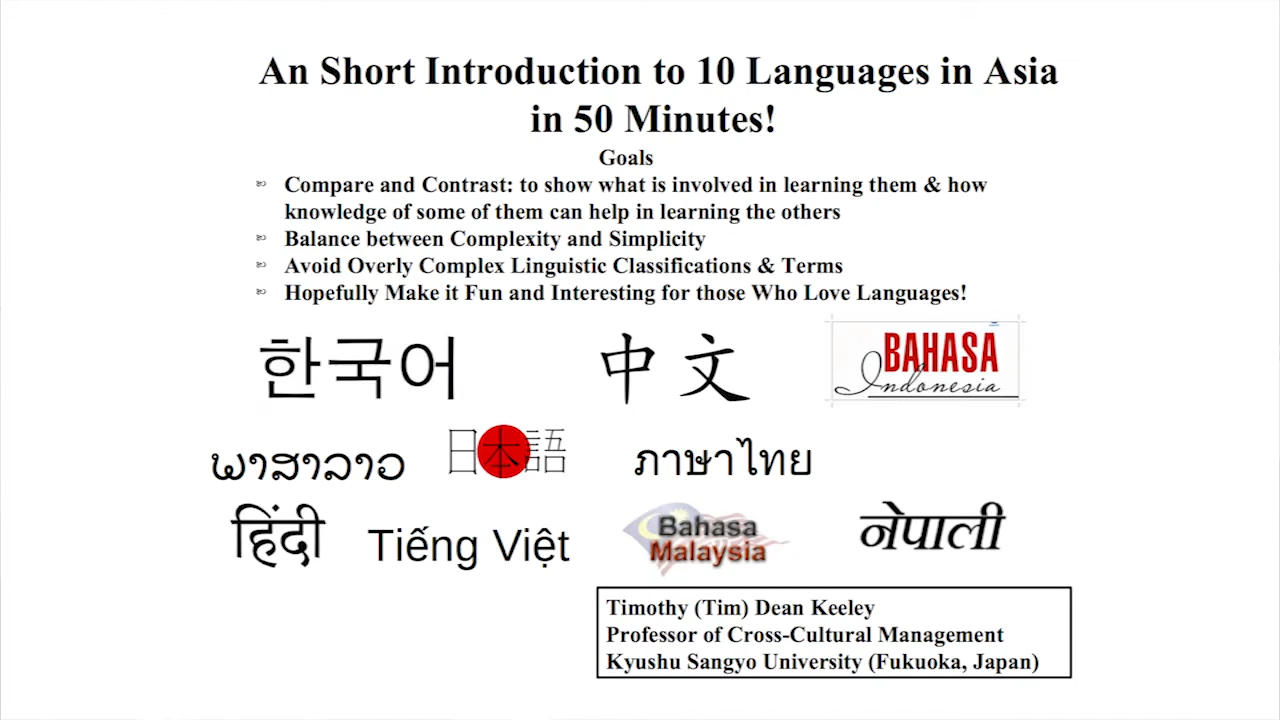 An Short Introduction to 10 Languages in Asia
in 50 Minutes!
Goals
Compare and Contrast: to show what is involved in learning them & how
knowledge of some of them can help in learning the others
Balance between Complexity and Simplicity
Avoid Overly Complex Linguistic Classifications & Terms
Hopefully Make it Fun and Interesting for those Who Love Languages!
한국어
中文
BAHASA
Indonesia
ພາສາລາວ
日本語
ภาษาไทย
हिंदी
Tiếng Việt
Bahasa
Malaysia
नेपाली
Timothy (Tim) Dean Keeley
Professor of Cross-Cultural Management
Kyushu Sangyo University (Fukuoka, Japan)